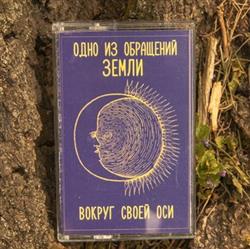 ОДНО ИЗ ОБРАЩЕНИЙ
ЗЕМЛИ
ВОКРУГ СВОЕЙ ОСИ